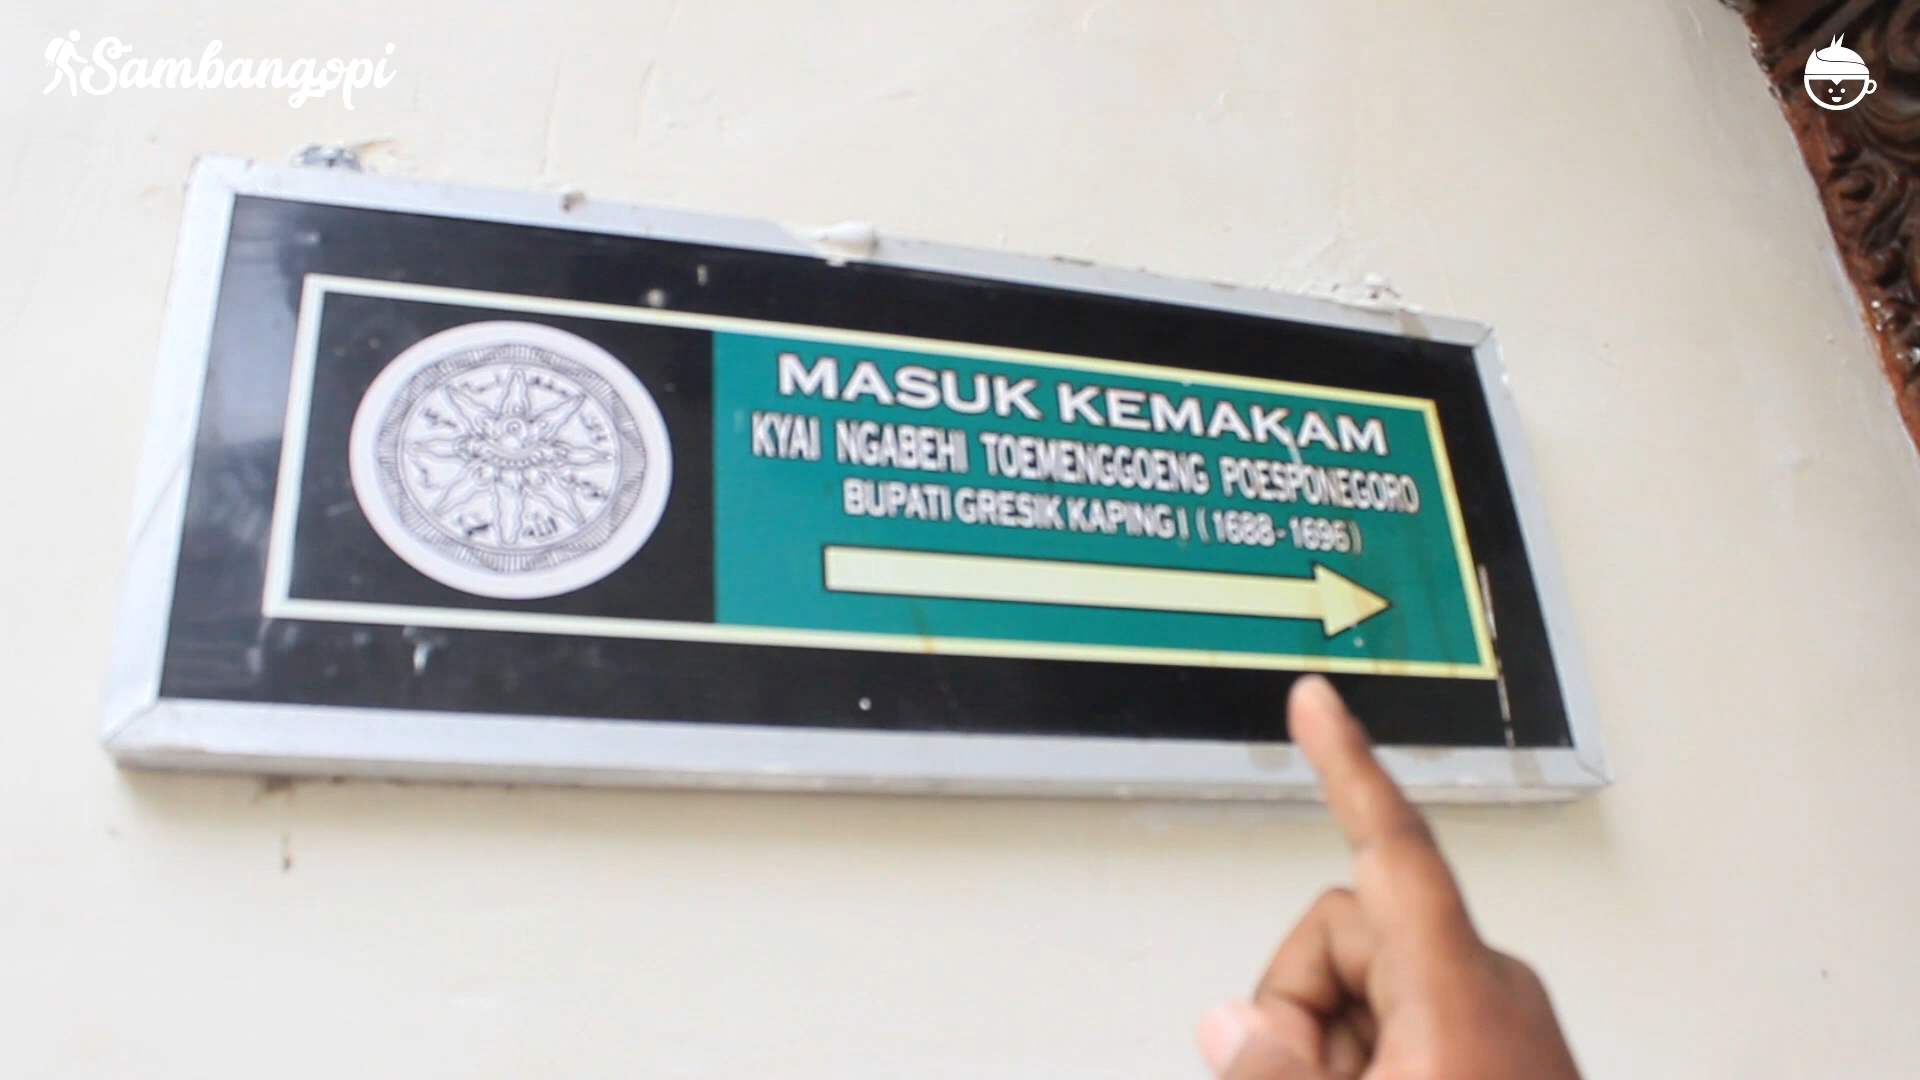 Sambangopi
MASUK KEMAKAM
KYAI NGABEHI TOEMENGGOENG POESPONEGORO
BUPATI GRESIK KAPING I (1688-1696)